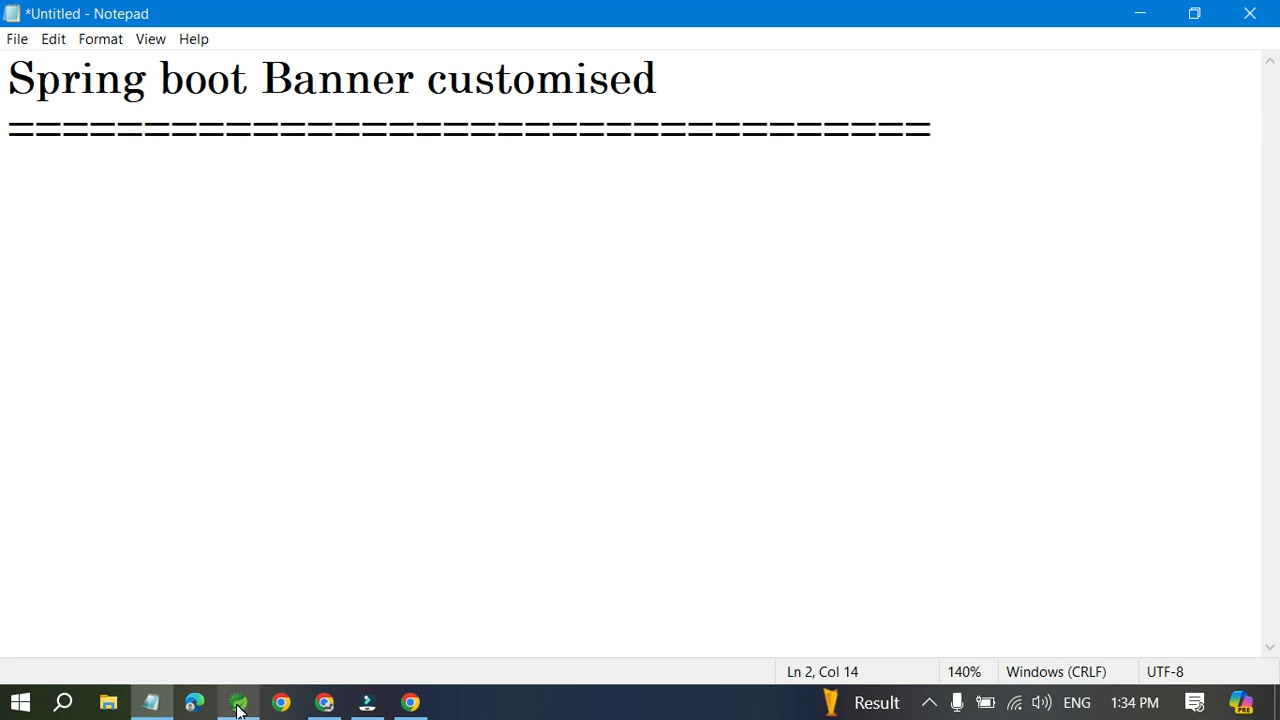 *Untitled - Notepad
File Edit Format View Help
Spring boot Banner customised
==================================
Ln 2, Col 14 140% Windows (CRLF) UTF-8
Result ENG 1:34 PM PRE